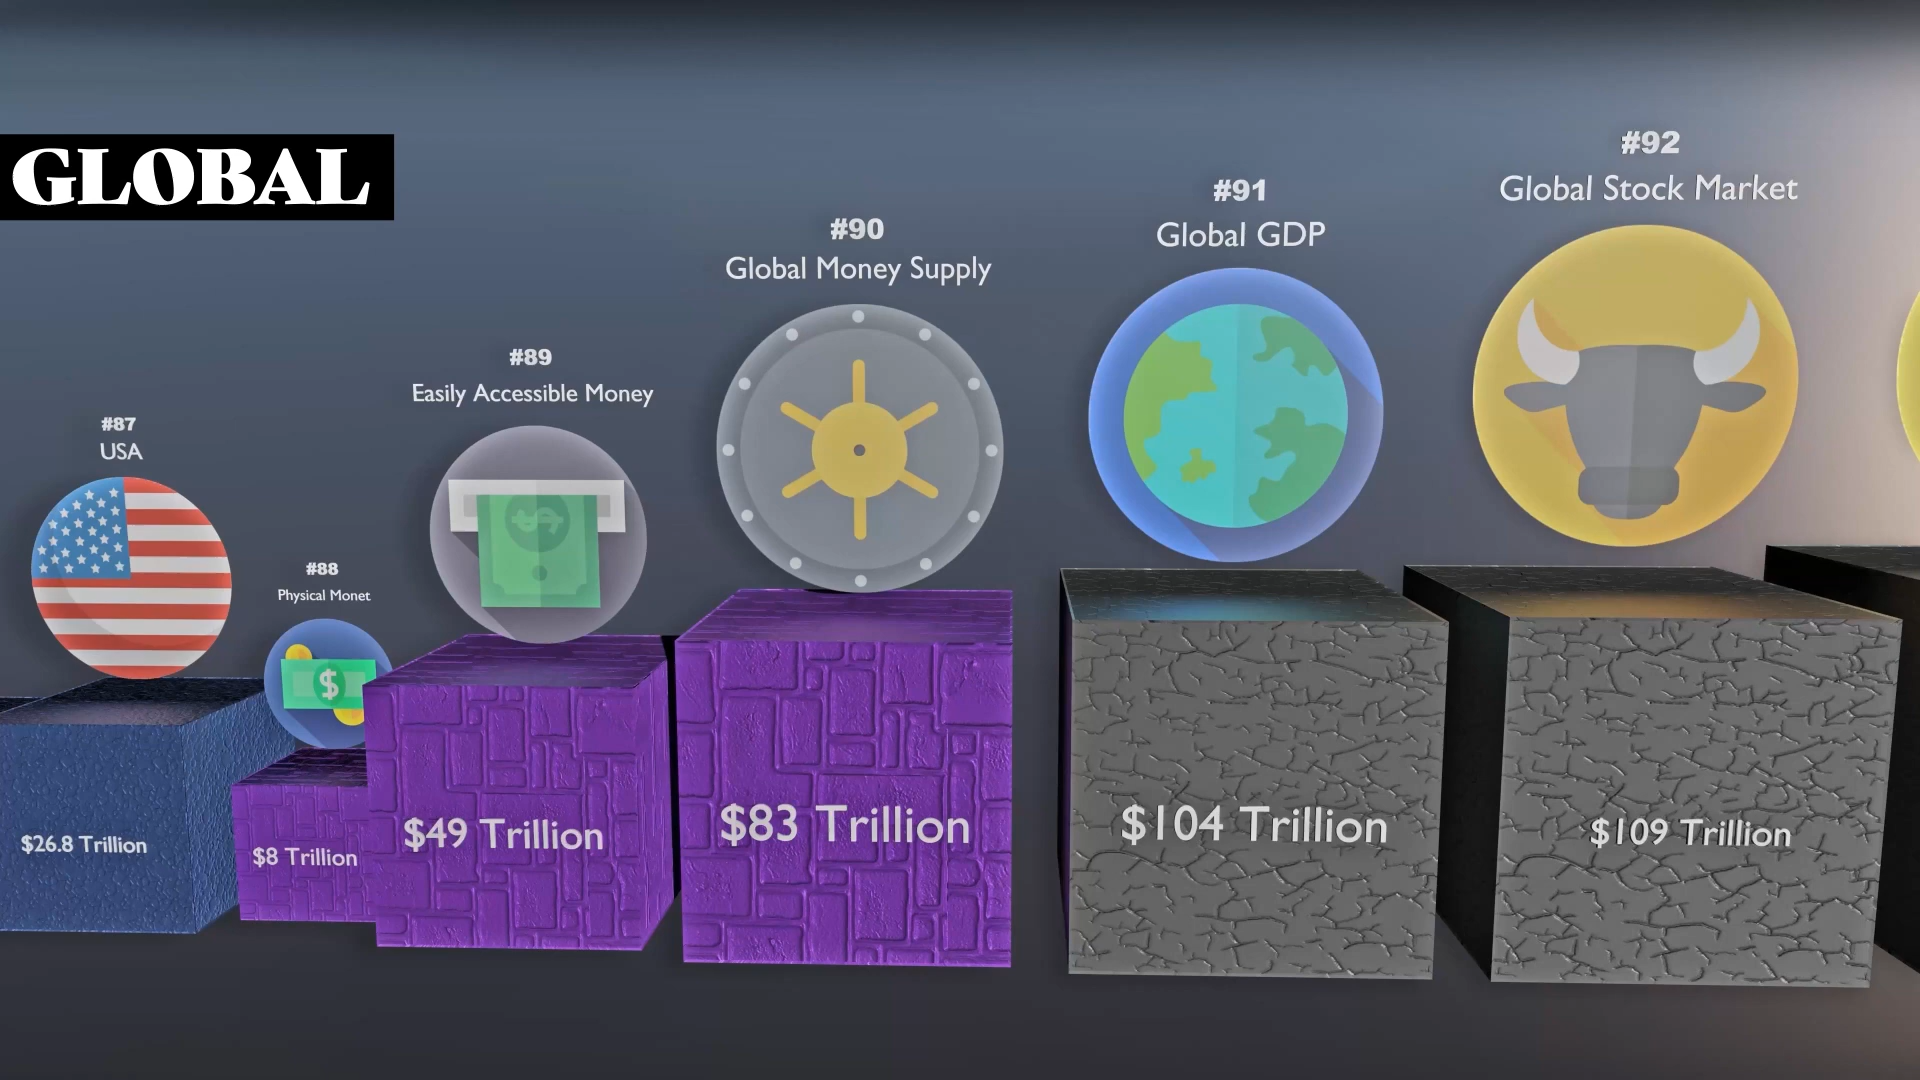 GLOBAL
#87
USA
$26.8 Trillion
#88
Physical Monet
$
$8 Trillion
#89
Easily Accessible Money
$49 Trillion
#90
Global Money Supply
$83 Trillion
#91
Global GDP
$104 Trillion
#92
Global Stock Market
$109 Trillion